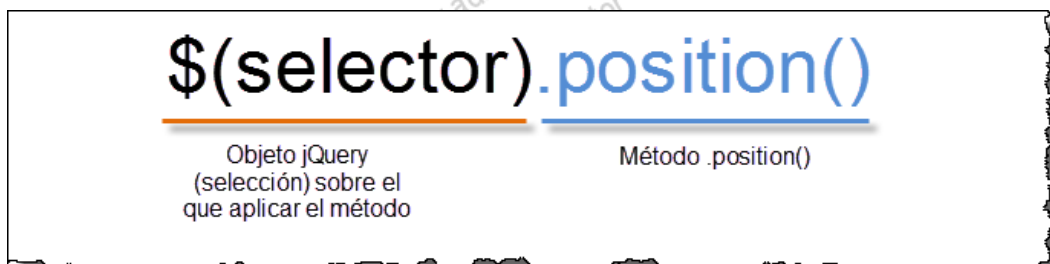 $(selector).position()
Objeto jQuery
(selección) sobre el
que aplicar el método
Método .position()